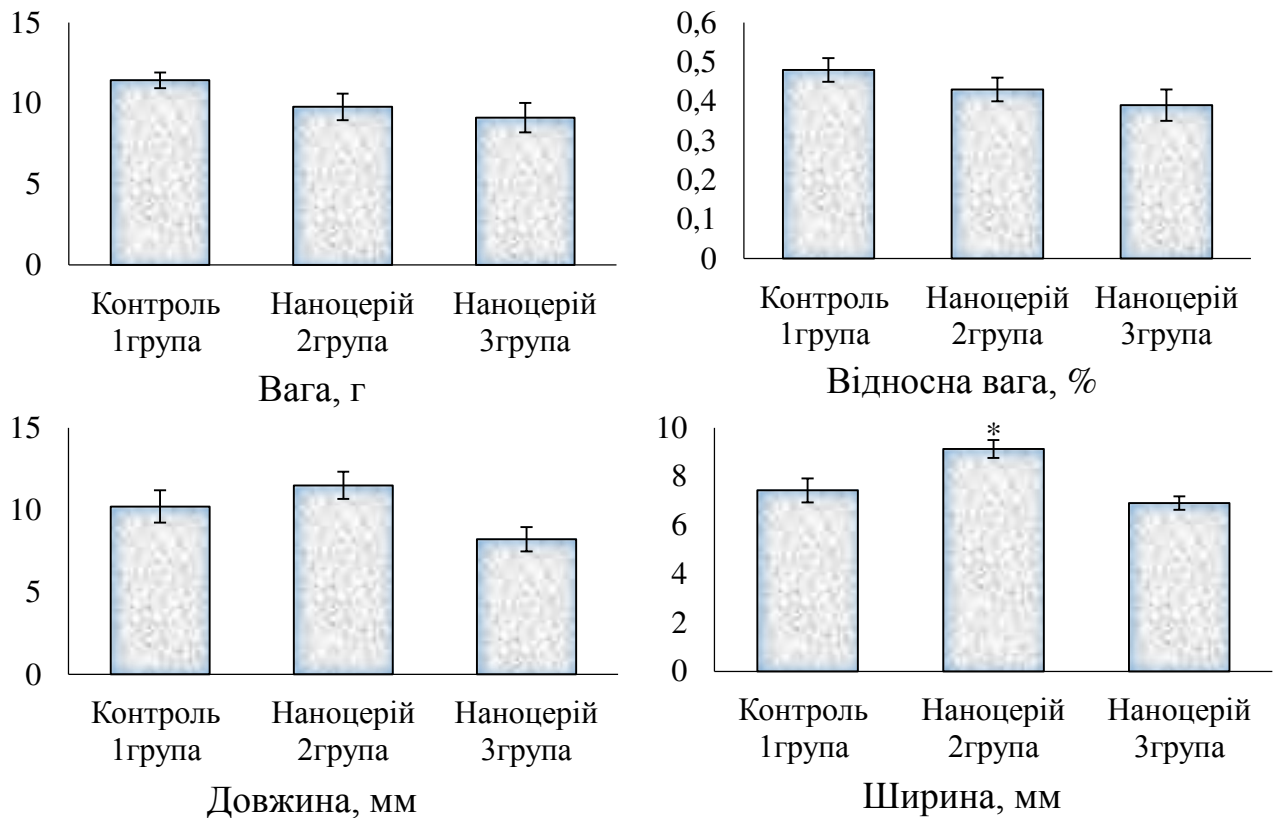 15
10
5
0
Контроль
1група
Наноцерій
2група
Наноцерій
3група
Вага, г
0,6
0,5
0,4
0,3
0,2
0,1
0
Контроль
1група
Наноцерій
2група
Наноцерій
3група
Відносна вага, %
15
10
5
0
Контроль
1група
Наноцерій
2група
Наноцерій
3група
Довжина, мм
10
8
6
4
2
0
*
Контроль
1група
Наноцерій
2група
Наноцерій
3група
Ширина, мм